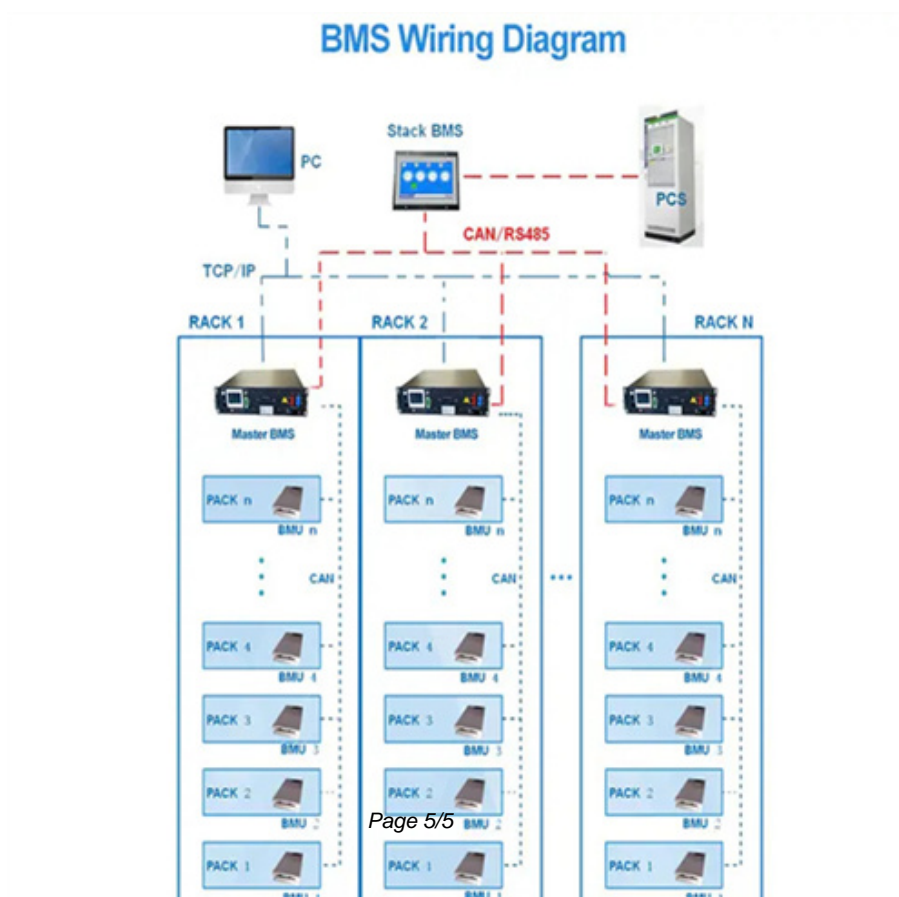 BMS Wiring Diagram
Stack BMS
PC
PCS
CAN/RS485
TCP/IP
RACK 1
RACK 2
RACK N
Master BMS
Master BMS
Master BMS
PACK n
PACK n
PACK n
BMU n
BMU n
BMU n
CAN
CAN
CAN
PACK 4
PACK 4
PACK 4
BMU 4
BMU 4
BMU 4
PACK 3
PACK 3
PACK 3
BMU 3
BMU 3
BMU 3
PACK 2
PACK 2
PACK 2
BMU 2
Page 5/5
BMU 2
BMU 2
PACK 1
PACK 1
PACK 1